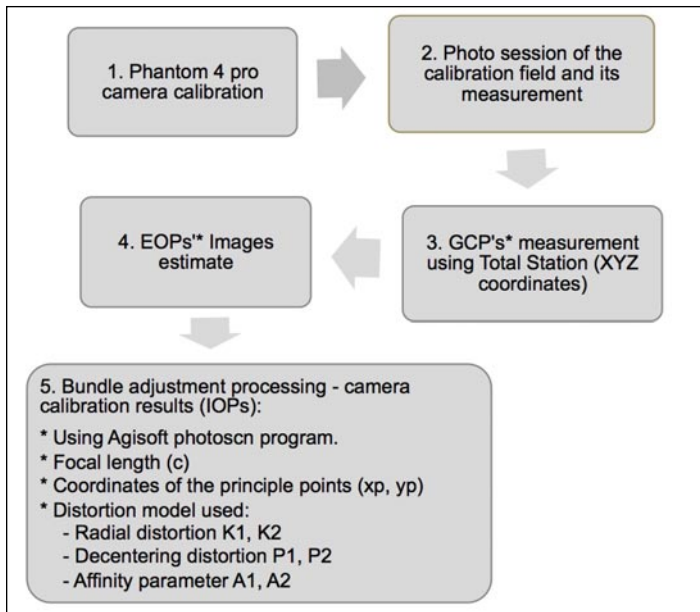 1. Phantom 4 pro
camera calibration
2. Photo session of the
calibration field and its
measurement
3. GCP's* measurement
using Total Station (XYZ
coordinates)
4. EOPs'* Images
estimate
5. Bundle adjustment processing - camera
calibration results (IOPs):
* Using Agisoft photoscn program.
* Focal length (c)
* Coordinates of the principle points (xp, yp)
* Distortion model used:
- Radial distortion K1, K2
- Decentering distortion P1, P2
- Affinity parameter A1, A2